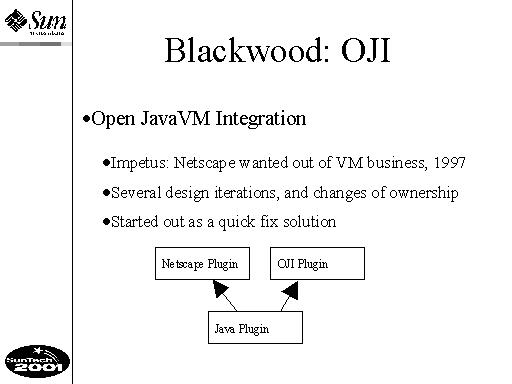 Sun
Blackwood: OJI
•Open JavaVM Integration
•Impetus: Netscape wanted out of VM business, 1997
•Several design iterations, and changes of ownership
•Started out as a quick fix solution
Netscape Plugin
OJI Plugin
Java Plugin
SunTech
2001